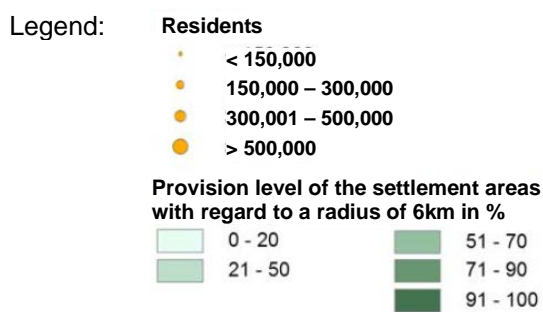 Legend:
Residents
< 150,000
150,000 – 300,000
300,001 – 500,000
> 500,000
Provision level of the settlement areas
with regard to a radius of 6km in %
0 - 20
51 - 70
21 - 50
71 - 90
91 - 100